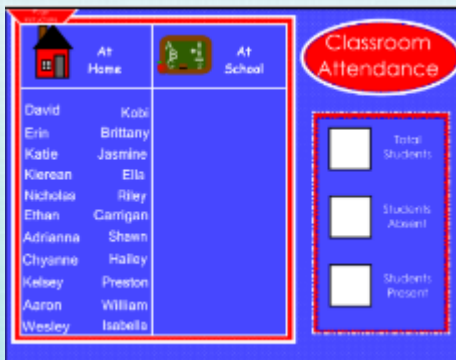 At
Home
At
School
Classroom
Attendance
David Kobi
Erin Brittany
Katie Jasmine
Kierean Ella
Nicholas Riley
Ethan Carrigan
Adrianna Shawn
Chyanne Hailey
Kelsey Preston
Aaron William
Wesley Isabella
Total
Students
Students
Absent
Students
Present